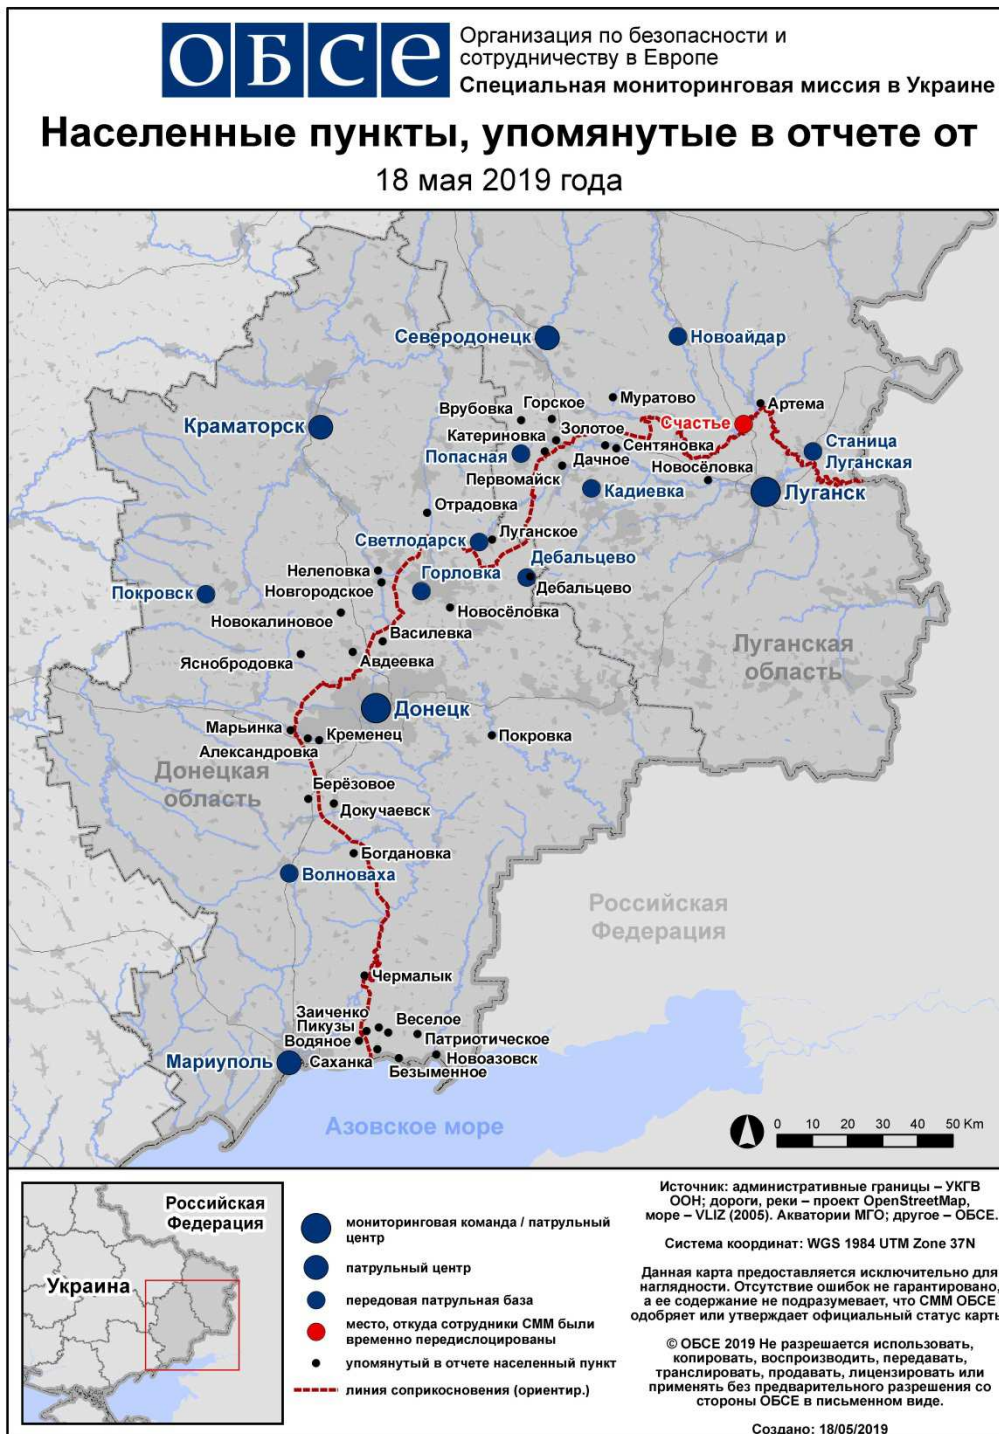 ОБСЕ
Организация по безопасности и
сотрудничеству в Европе
Специальная мониторинговая миссия в Украине
Населенные пункты, упомянутые в отчете от
18 мая 2019 года
Северодонецк
Новоайдар
Муратово
Артема
Врубовка
Горское
Счастье
Краматорск
Золотое
Катериновка
Сентяновка
Станица
Луганская
Попасная
Дачное
Новосёловка
Первомайск
Кадиевка
Луганск
Отрадовка
Луганское
Светлодарск
Дебальцево
Нелеповка
Горловка
Дебальцево
Новгородское
Покровск
Новосёловка
Новокалиновое
Василевка
Луганская
область
Яснобродовка
Авдеевка
Донецк
Марьинка
Кременец
Покровка
Александровка
Донецкая
область
Берёзовое
Докучаевск
Богдановка
Волноваха
Российская
Федерация
Чермалык
Заиченко
Пикузы
Веселое
Водяное
Патриотическое
Мариуполь
Саханка
Новоазовск
Безыменное
Азовское море
0 10 20 30 40 50 Km
Российская
Федерация
Украина
мониторинговая команда / патрульный
центр
патрульный центр
передовая патрульная база
место, откуда сотрудники СММ были
временно передислоцированы
упомянутый в отчете населенный пункт
линия соприкосновения (ориентир.)
Источник: административные границы – УКГВ
ООН; дороги, реки – проект OpenStreetMap,
море – VLIZ (2005). Акватории МГО; другое – ОБСЕ.
Система координат: WGS 1984 UTM Zone 37N
Данная карта предоставляется исключительно для
наглядности. Отсутствие ошибок не гарантировано,
а ее содержание не подразумевает, что СММ ОБСЕ
одобряет или утверждает официальный статус карты
© ОБСЕ 2019 Не разрешается использовать,
копировать, воспроизводить, передавать,
транслировать, продавать, лицензировать или
применять без предварительного разрешения со
стороны ОБСЕ в письменном виде.
Создано: 18/05/2019